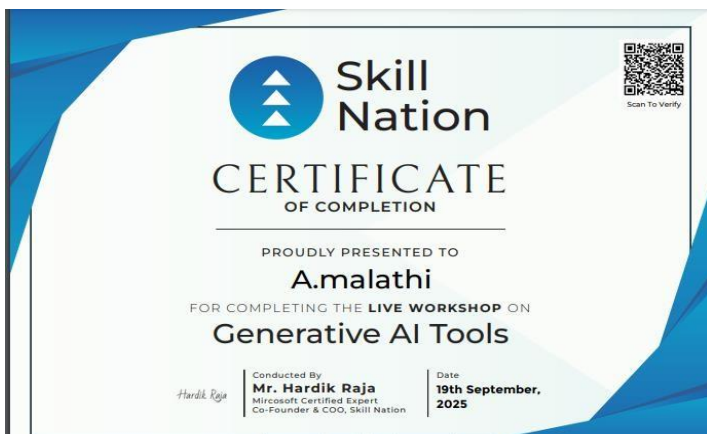 Skill
Nation
Scan To Verify
CERTIFICATE
OF COMPLETION
PROUDLY PRESENTED TO
A.malathi
FOR COMPLETING THE LIVE WORKSHOP ON
Generative AI Tools
Hardik Raja
Conducted By
Mr. Hardik Raja
Mircosoft Certified Expert
Co-Founder & COO, Skill Nation
Date
19th September,
2025